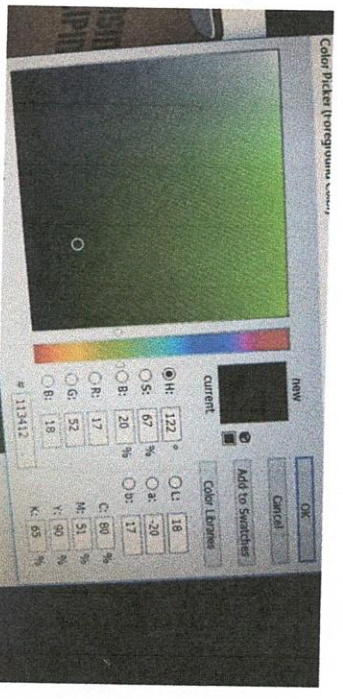 Color Picker (Foreground Color)
new
current
OK
Cancel
Add to Swatches
Color Libraries
H: 122 °
S: 67 %
B: 20 %
R: 17
G: 52
B: 18
# 113412
L: 18
a: -20
b: 17
C: 80 %
M: 51 %
Y: 90 %
K: 65 %